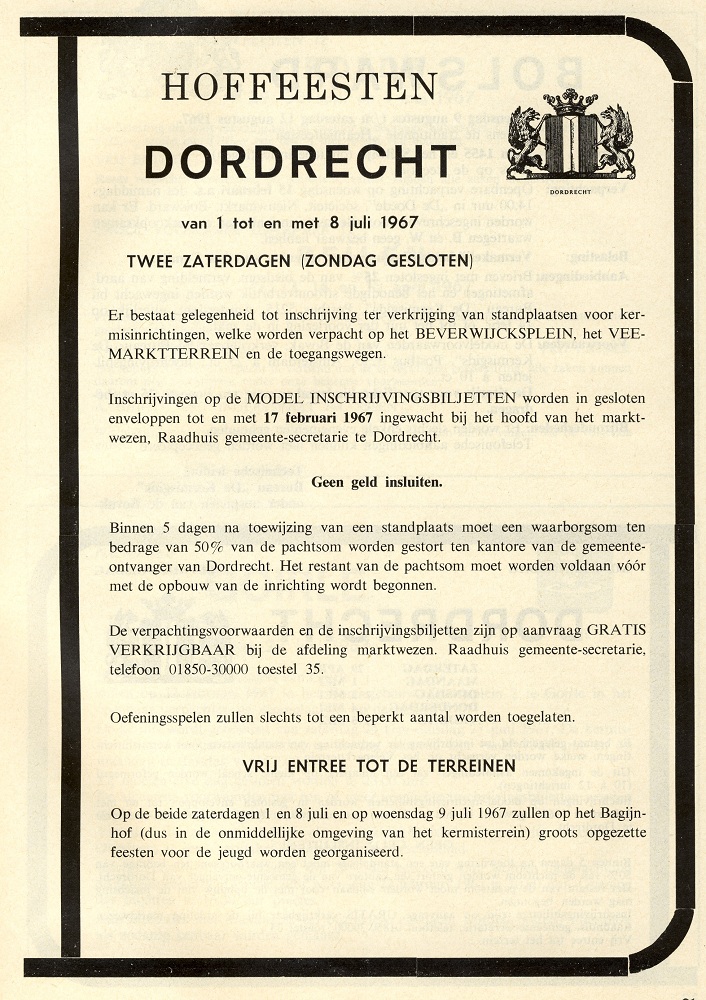 HOFFEESTEN
DORDRECHT
DORDRECHT
van 1 tot en met 8 juli 1967
TWEE ZATERDAGEN (ZONDAG GESLOTEN)
Er bestaat gelegenheid tot inschrijving ter verkrijging van standplaatsen voor ker-
misinrichtingen, welke worden verpacht op het BEVERWIJCKSPLEIN, het VEE-
MARKTTERREIN en de toegangswegen.
Inschrijvingen op de MODEL INSCHRIJVINGSBILJETTEN worden in gesloten
enveloppen tot en met 17 februari 1967 ingewacht bij het hoofd van het markt-
wezen, Raadhuis gemeente-secretarie te Dordrecht.
Geen geld insluiten.
Binnen 5 dagen na toewijzing van een standplaats moet een waarborgsom ten
bedrage van 50% van de pachtsom worden gestort ten kantore van de gemeente-
ontvanger van Dordrecht. Het restant van de pachtsom moet worden voldaan vóór
met de opbouw van de inrichting wordt begonnen.
De verpachtingsvoorwaarden en de inschrijvingsbiljetten zijn op aanvraag GRATIS
VERKRIJGBAAR bij de afdeling marktwezen. Raadhuis gemeente-secretarie,
telefoon 01850-30000 toestel 35.
Oefeningsspelen zullen slechts tot een beperkt aantal worden toegelaten.
VRIJ ENTREE TOT DE TERREINEN
Op de beide zaterdagen 1 en 8 juli en op woensdag 9 juli 1967 zullen op het Bagijn-
hof (dus in de onmiddellijke omgeving van het kermisterrein) groots opgezette
feesten voor de jeugd worden georganiseerd.